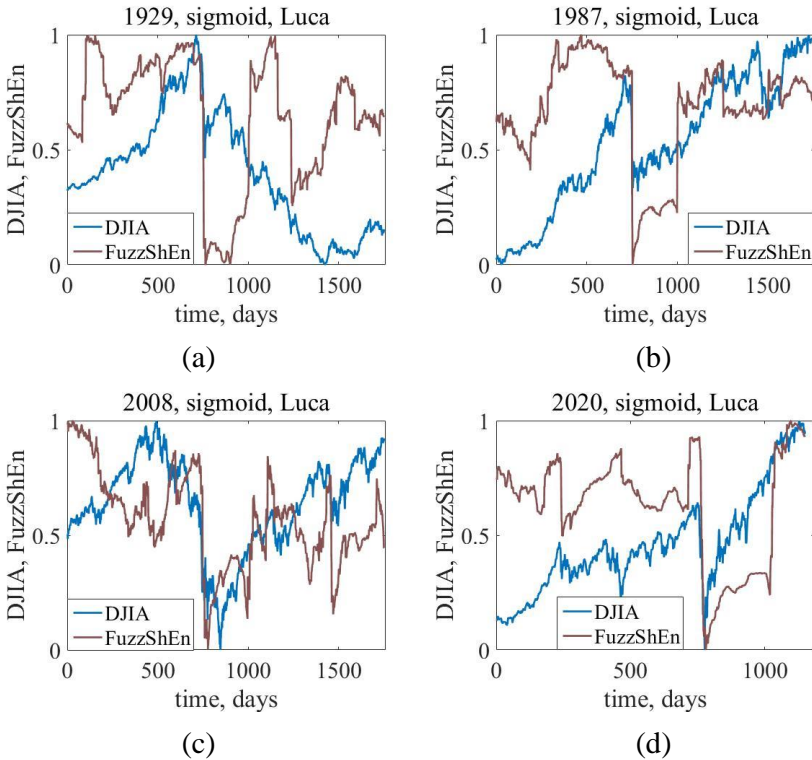 1929, sigmoid, Luca
DJIA, FuzzShEn
1
0.5
0
DJIA
FuzzShEn
0 500 1000 1500
time, days
(a)
1987, sigmoid, Luca
DJIA, FuzzShEn
1
0.5
0
DJIA
FuzzShEn
0 500 1000 1500
time, days
(b)
2008, sigmoid, Luca
DJIA, FuzzShEn
1
0.5
0
DJIA
FuzzShEn
0 500 1000 1500
time, days
(c)
2020, sigmoid, Luca
DJIA, FuzzShEn
1
0.5
0
DJIA
FuzzShEn
0 500 1000
time, days
(d)